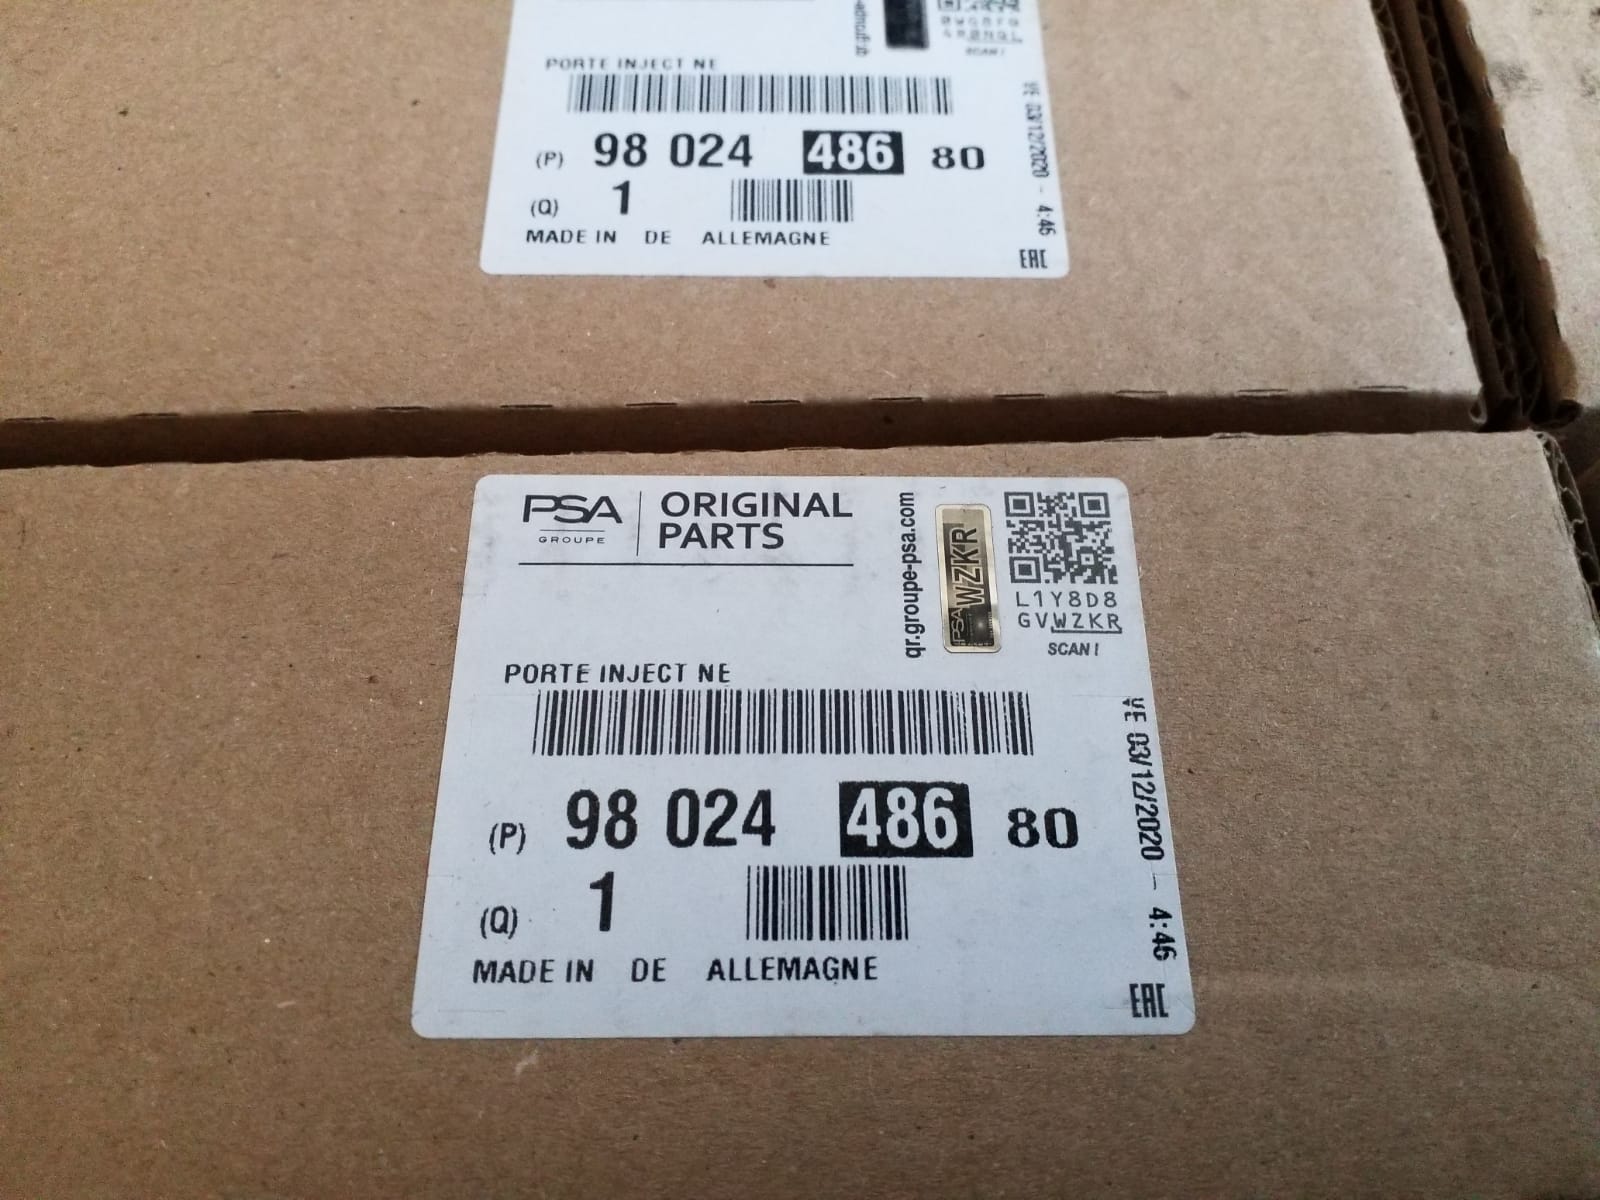 4R0NGL
SCAN!
PORTE INJECT NE
(P) 98 024 486 80
(Q) 1
MADE IN DE ALLEMAGNE
VE 03/12/2020 - 4:46
EAC
PSA
GROUPE
ORIGINAL
PARTS
qr.groupe-psa.com
PSA WZKR
L1Y8D8
GVWZKR
SCAN!
PORTE INJECT NE
(P) 98 024 486 80
(Q) 1
MADE IN DE ALLEMAGNE
VE 03/12/2020 - 4:46
EAC